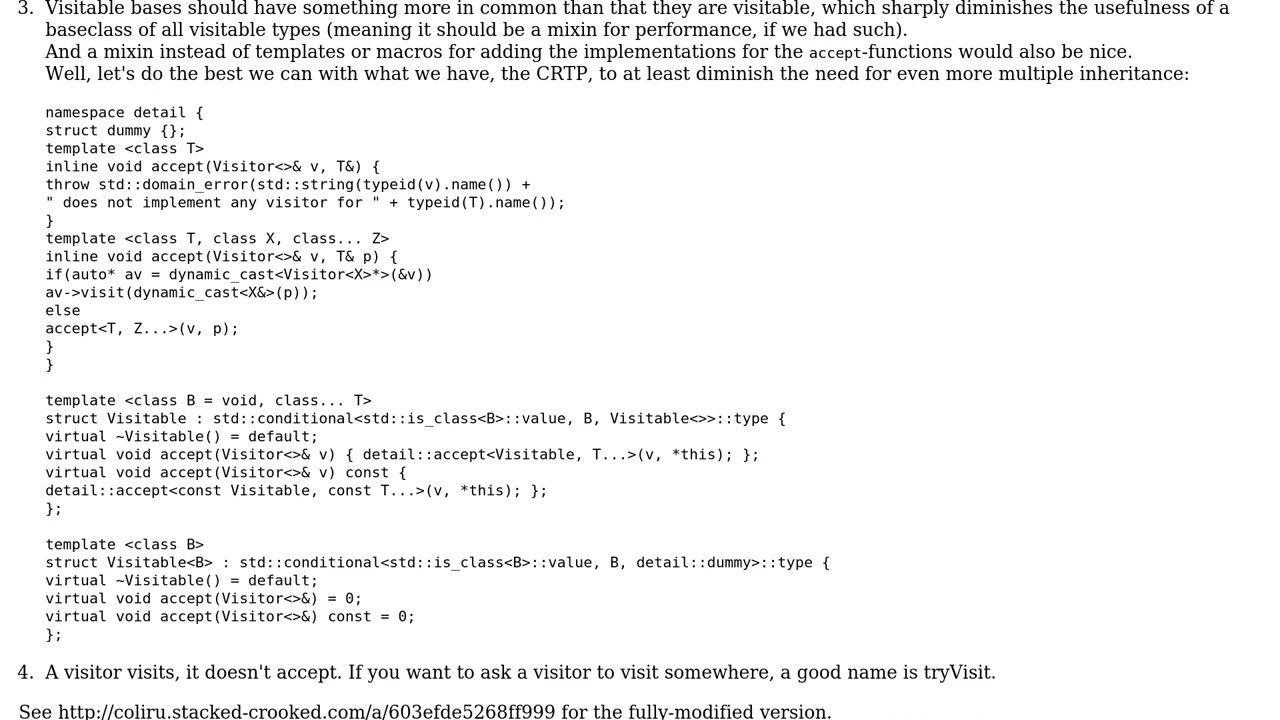 3. Visitable bases should have something more in common than that they are visitable, which sharply diminishes the usefulness of a
baseclass of all visitable types (meaning it should be a mixin for performance, if we had such).
And a mixin instead of templates or macros for adding the implementations for the accept-functions would also be nice.
Well, let's do the best we can with what we have, the CRTP, to at least diminish the need for even more multiple inheritance:
namespace detail {
struct dummy {};
template <class T>
inline void accept(Visitor<>& v, T&) {
throw std::domain_error(std::string(typeid(v).name()) +
" does not implement any visitor for " + typeid(T).name());
}
template <class T, class X, class... Z>
inline void accept(Visitor<>& v, T& p) {
if(auto* av = dynamic_cast<Visitor<X>*>(&v))
av->visit(dynamic_cast<X&>(p));
else
accept<T, Z...>(v, p);
}
}
template <class B = void, class... T>
struct Visitable : std::conditional<std::is_class<B>::value, B, Visitable<>>::type {
virtual ~Visitable() = default;
virtual void accept(Visitor<>& v) { detail::accept<Visitable, T...>(v, *this); };
virtual void accept(Visitor<>& v) const {
detail::accept<const Visitable, const T...>(v, *this); };
};
template <class B>
struct Visitable<B> : std::conditional<std::is_class<B>::value, B, detail::dummy>::type {
virtual ~Visitable() = default;
virtual void accept(Visitor<>&) = 0;
virtual void accept(Visitor<>&) const = 0;
};
4. A visitor visits, it doesn't accept. If you want to ask a visitor to visit somewhere, a good name is tryVisit.
See http://coliru.stacked-crooked.com/a/603efde5268ff999 for the fully-modified version.